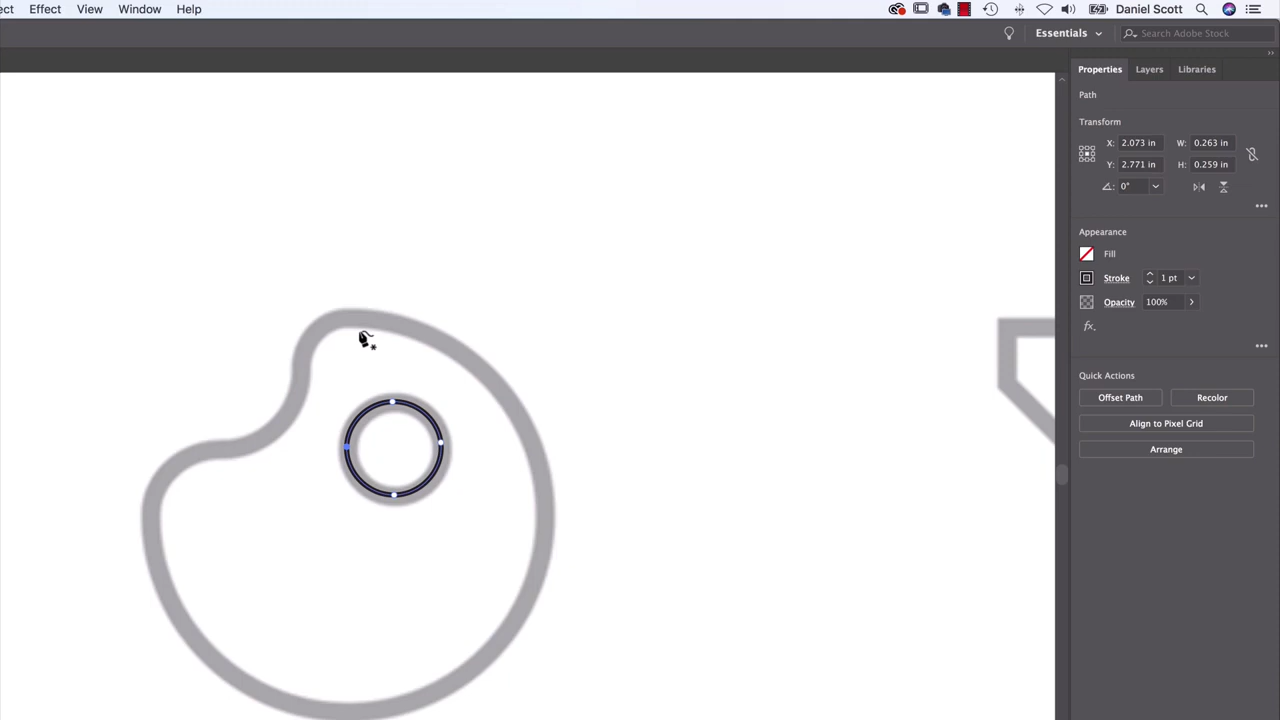 ect Effect View Window Help Daniel Scott
Essentials Search Adobe Stock
Properties Layers Libraries
Path
Transform
X: 2.073 in W: 0.263 in
Y: 2.771 in H: 0.259 in
0°
Appearance
Fill
Stroke 1 pt
Opacity 100%
fx.
Quick Actions
Offset Path Recolor
Align to Pixel Grid
Arrange